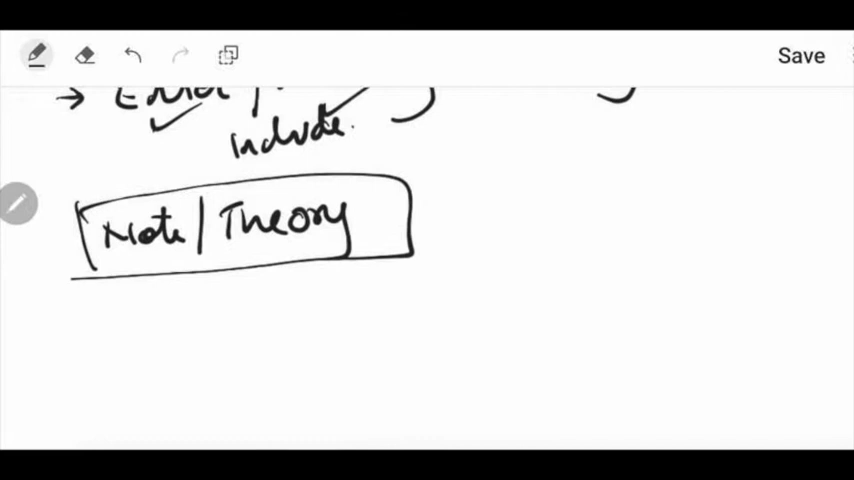 Save
→
include.
Note | Theory